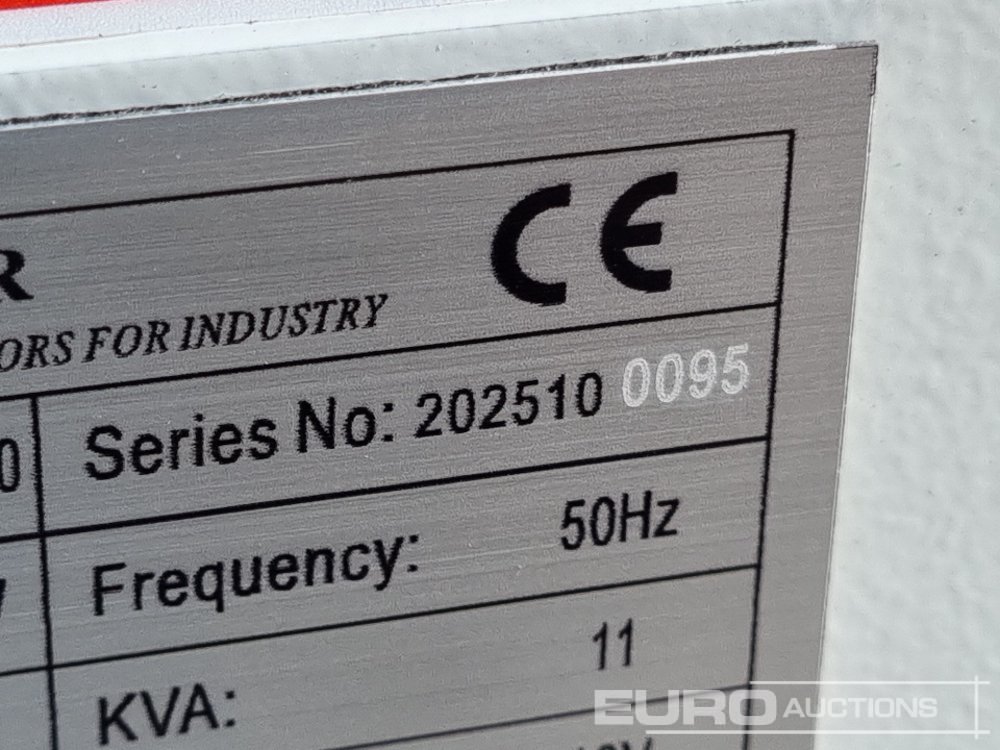 R
CE
ORS FOR INDUSTRY
0
Series No: 202510 0095
Frequency: 50Hz
KVA: 11
EURO AUCTIONS